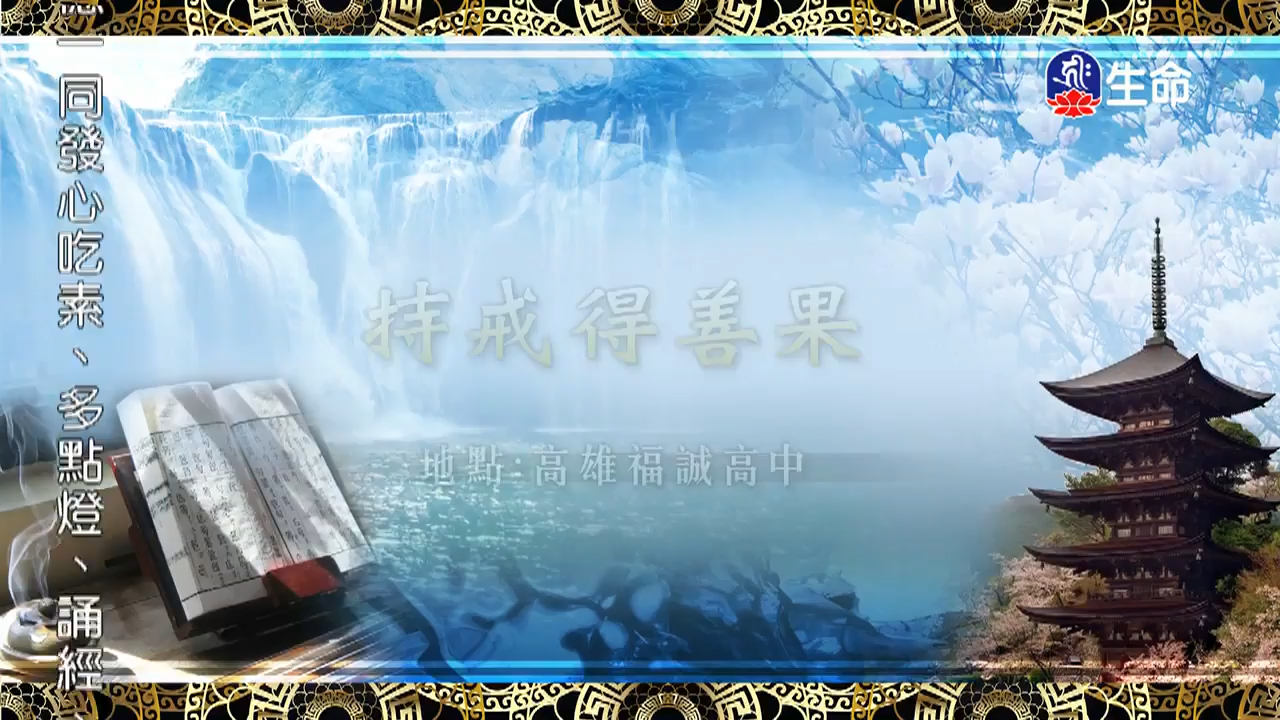 生命
持戒得善果
地點:高雄福誠高中
同發心吃素、多點燈、誦經、